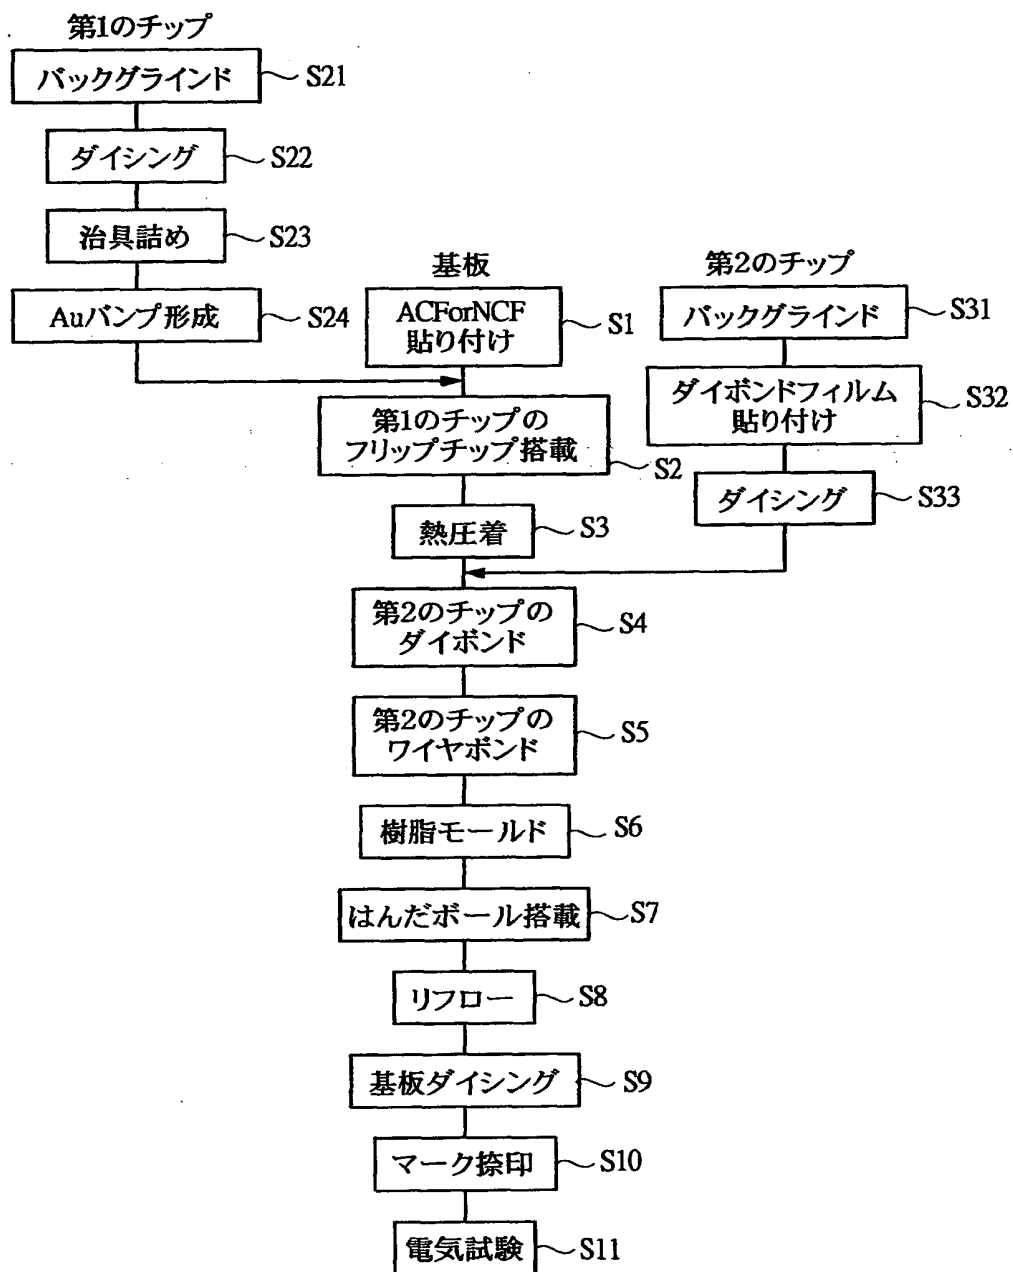 第1のチップ
バックグラインド
S21
ダイシング
S22
治具詰め
S23
Auバンプ形成
S24
基板
ACForNCF
貼り付け
S1
第2のチップ
バックグラインド
S31
ダイボンドフィルム
貼り付け
S32
ダイシング
S33
第1のチップの
フリップチップ搭載
S2
熱圧着
S3
第2のチップの
ダイボンド
S4
第2のチップの
ワイヤボンド
S5
樹脂モールド
S6
はんだボール搭載
S7
リフロー
S8
基板ダイシング
S9
マーク捺印
S10
電気試験
S11